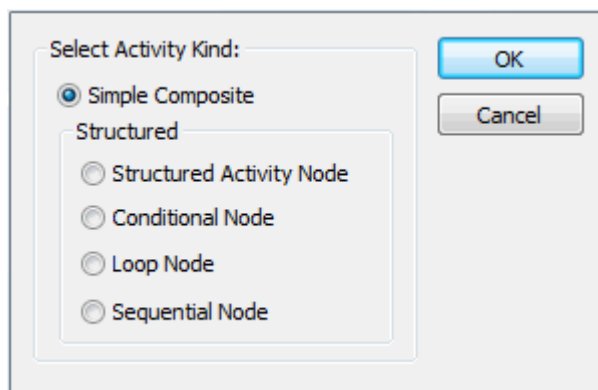 Select Activity Kind:
Simple Composite
Structured
Structured Activity Node
Conditional Node
Loop Node
Sequential Node
OK
Cancel